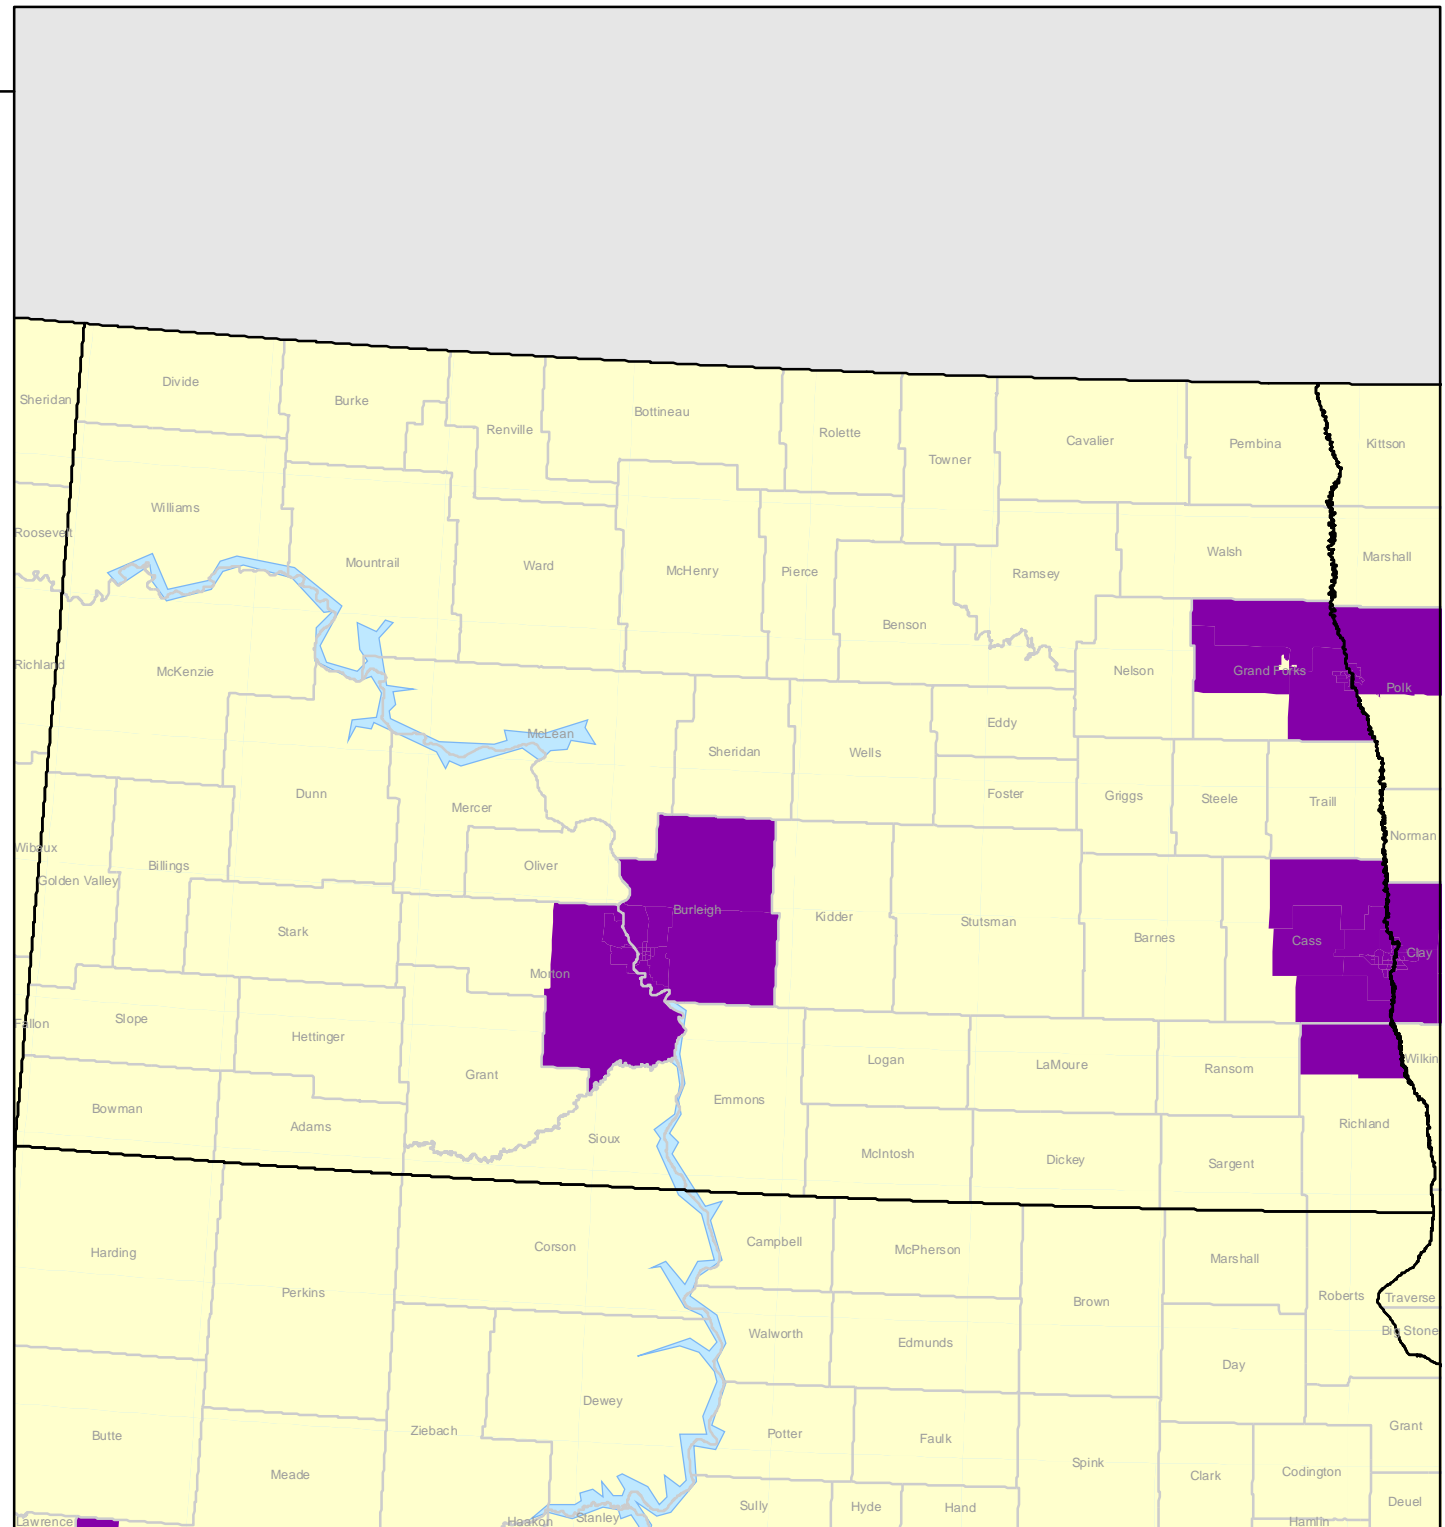 Divide
Sheridan
Burke
Bottineau
Renville
Rolette
Cavalier
Pembina
Kittson
Towner
Williams
Roosevelt
Mountrail
Ward
McHenry
Pierce
Ramsey
Walsh
Marshall
Benson
Richland
McKenzie
Nelson
Grand Forks
Polk
McLean
Eddy
Sheridan
Wells
Dunn
Mercer
Foster
Griggs
Steele
Traill
Norman
Wibaux
Golden Valley
Billings
Oliver
Burleigh
Kidder
Stutsman
Barnes
Cass
Clay
Stark
Morton
Fallon
Slope
Hettinger
Grant
Logan
LaMoure
Ransom
Wilkin
Bowman
Adams
Emmons
Sioux
Richland
McIntosh
Dickey
Sargent
Harding
Corson
Campbell
McPherson
Marshall
Perkins
Brown
Roberts
Traverse
Walworth
Edmunds
Big Stone
Day
Dewey
Butte
Ziebach
Potter
Faulk
Grant
Meade
Spink
Clark
Codington
Deuel
Sully
Hyde
Hand
Lawrence
Haakon
Stanley
Hamlin